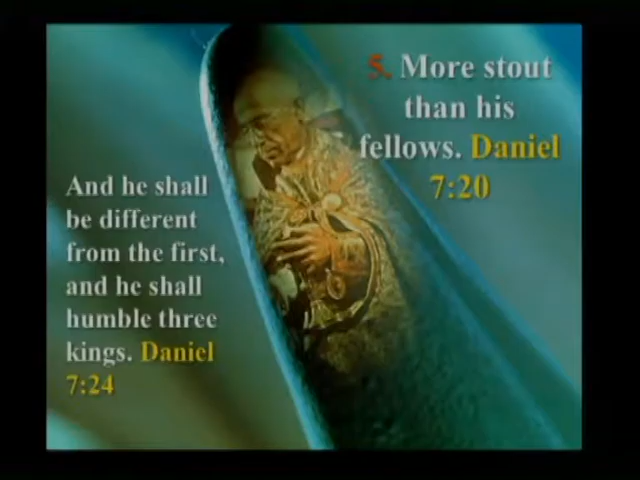 5. More stout
than his
fellows. Daniel
7:20
And he shall
be different
from the first,
and he shall
humble three
kings. Daniel
7:24